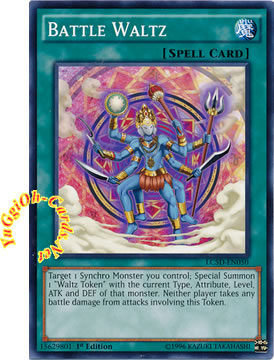 BATTLE WALTZ
[SPELL CARD]
LC5D-EN050
Target 1 Synchro Monster you control; Special Summon
1 "Waltz Token" with the current Type, Attribute, Level,
ATK and DEF of that monster. Neither player takes any
battle damage from attacks involving this Token.
15629801 1st Edition ©1996 KAZUKI TAKAHASHI
YuGgiOh-Cards.Net